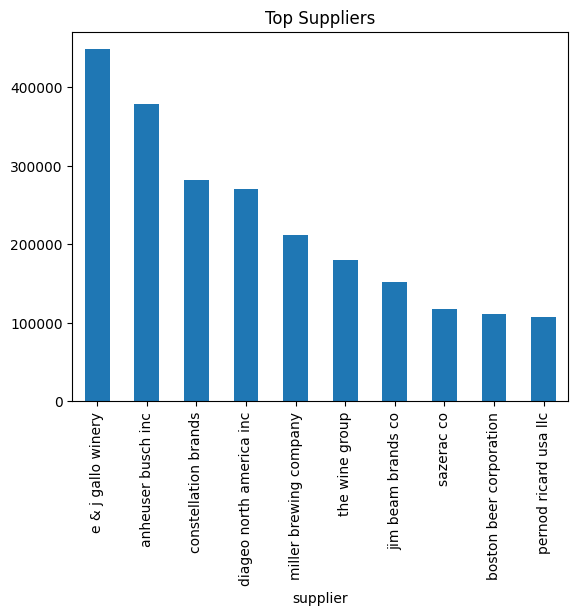 Top Suppliers
400000
300000
200000
100000
0
e & j gallo winery
anheuser busch inc
constellation brands
diageo north america inc
miller brewing company
the wine group
jim beam brands co
sazerac co
boston beer corporation
pernod ricard usa llc
supplier